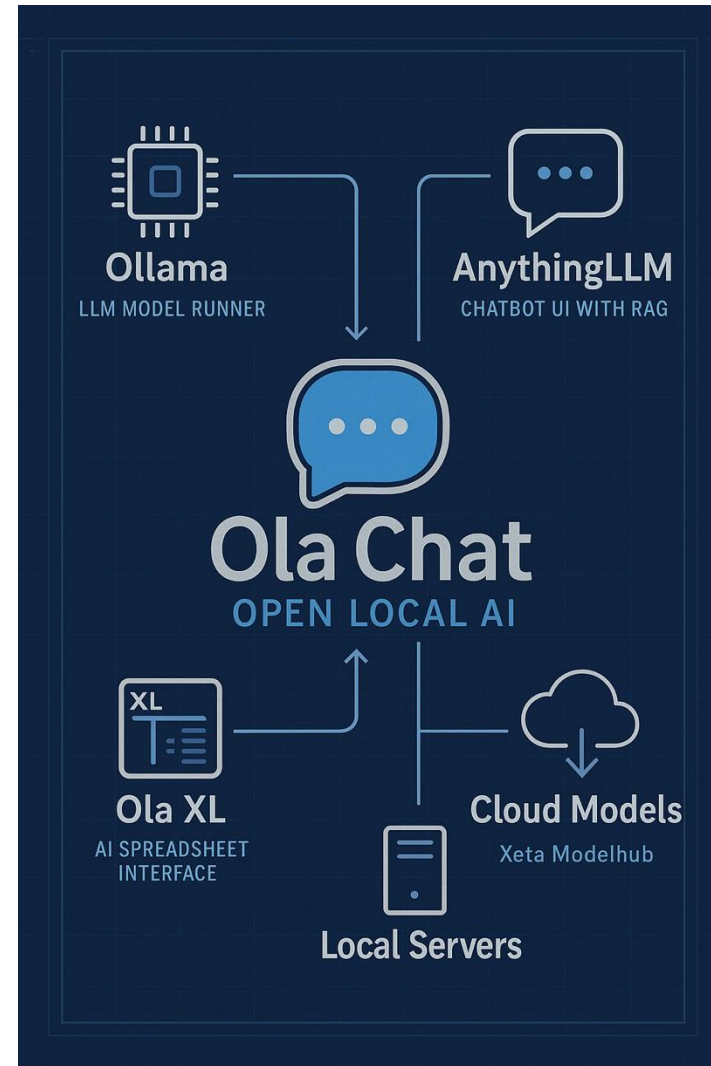 Ollama
LLM MODEL RUNNER
AnythingLLM
CHATBOT UI WITH RAG
Ola Chat
OPEN LOCAL AI
XL
Ola XL
AI SPREADSHEET
INTERFACE
Cloud Models
Xeta Modelhub
Local Servers